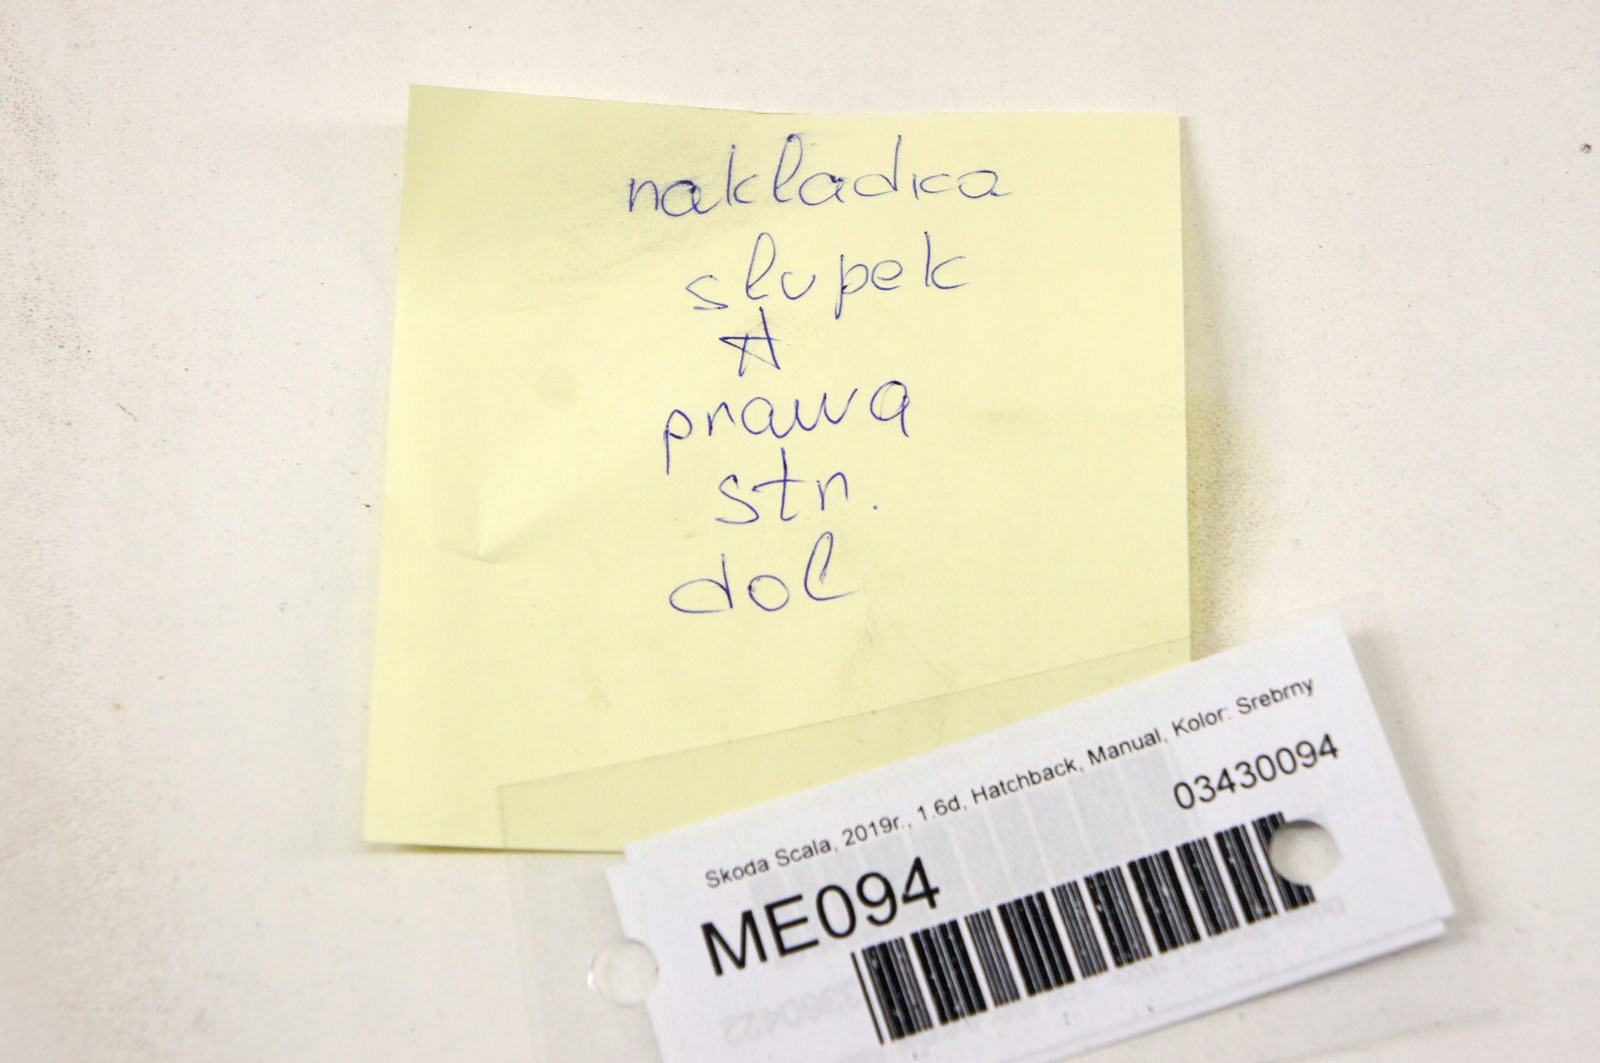 nakladka
slupek
A
prawa
str.
dol
Skoda Scala, 2019r., 1.6d, Hatchback, Manual, Kolor: Srebrny
03430094
ME094